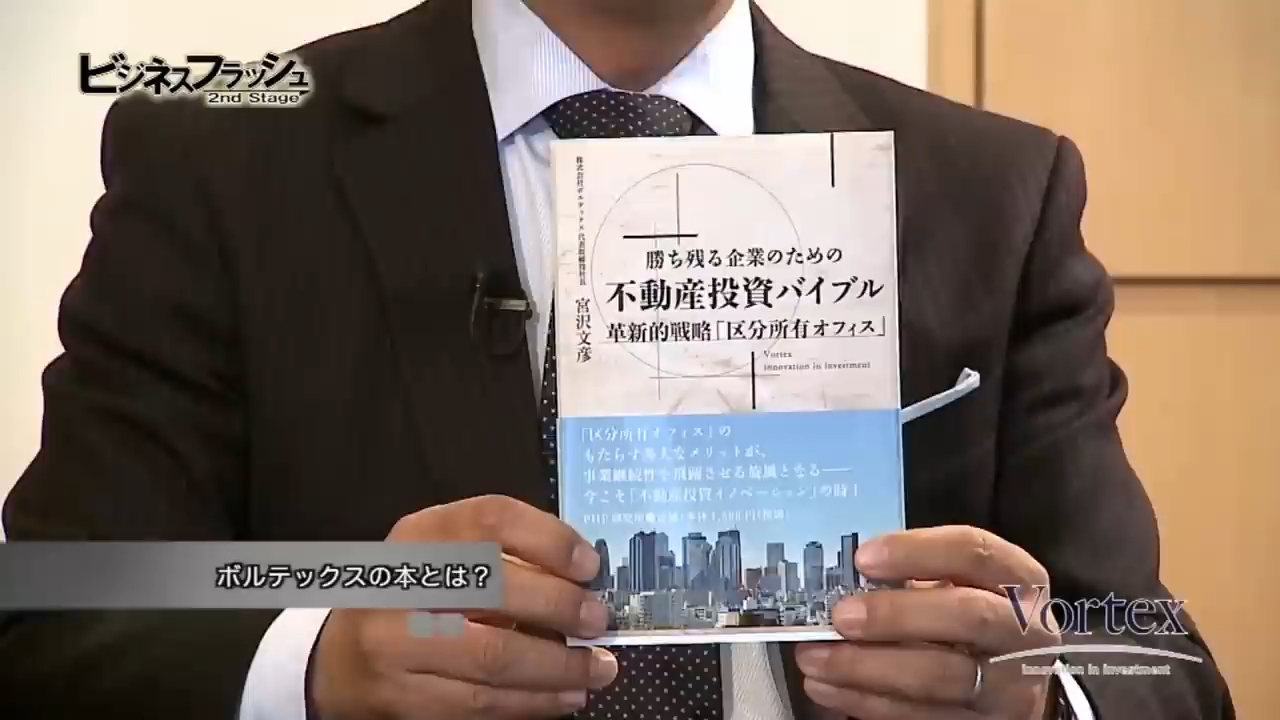 ビジネスフラッシュ
2nd Stage
株式会社ボルテックス 代表取締役社長
宮沢文彦
勝ち残る企業のための
不動産投資バイブル
革新的戦略「区分所有オフィス」
Vortex
innovation in investment
「区分所有オフィス」の
もたらす多大なメリットが、
事業継続性を飛躍させる旋風となる――
今こそ「不動産投資イノベーション」の時!
ボルテックスの本とは？
Vortex
innovation in investment